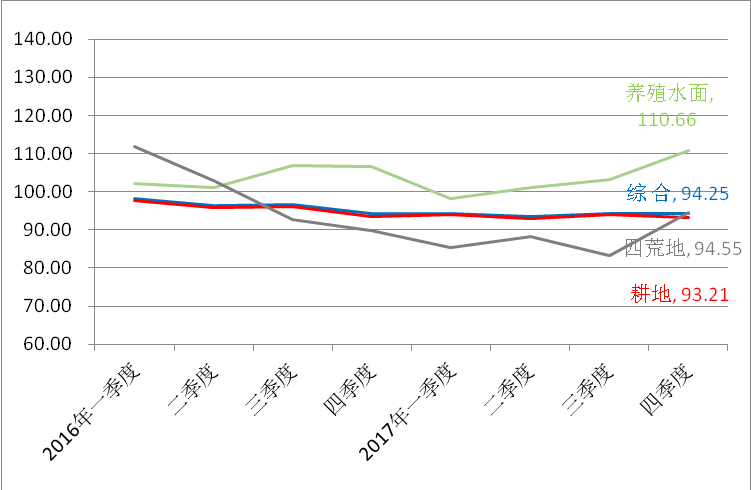 140.00
130.00
120.00
110.00
100.00
90.00
80.00
70.00
60.00
养殖水面,
110.66
综合, 94.25
四荒地, 94.55
耕地, 93.21
2016年一季度
二季度
三季度
四季度
2017年一季度
二季度
三季度
四季度